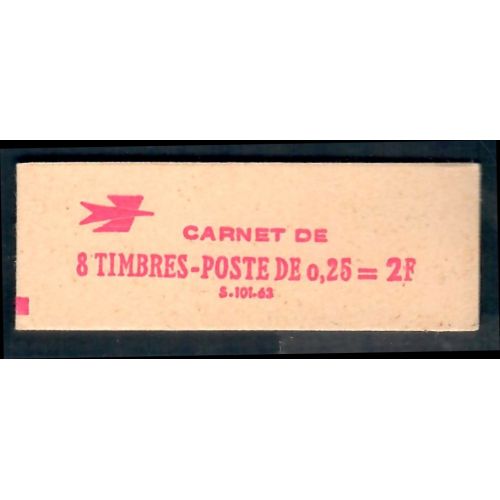 CARNET DE
8 TIMBRES-POSTE DE 0,25 = 2F
S.101.63